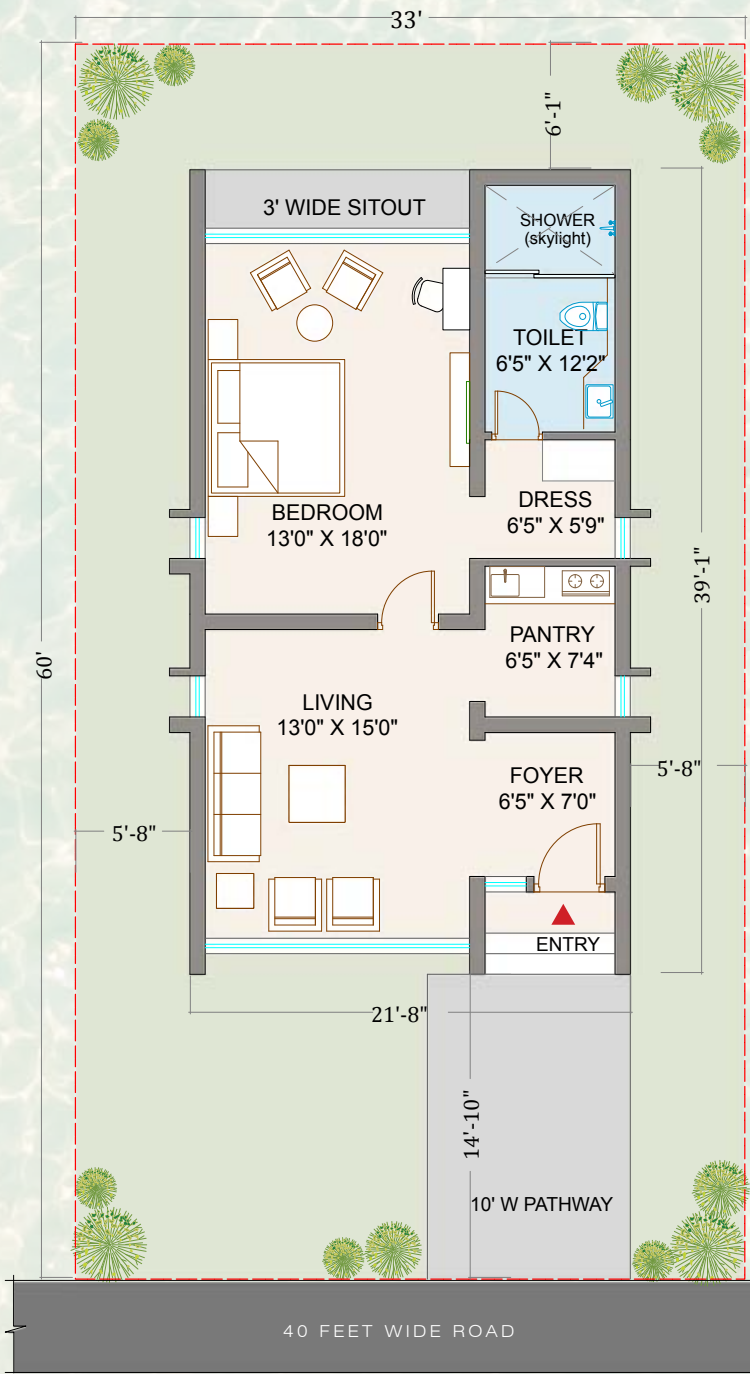 33'
6'-1"
3' WIDE SITOUT
SHOWER
(skylight)
TOILET
6'5" X 12'2"
BEDROOM
13'0" X 18'0"
DRESS
6'5" X 5'9"
39'-1"
60'
PANTRY
6'5" X 7'4"
LIVING
13'0" X 15'0"
FOYER
6'5" X 7'0"
5'-8"
5'-8"
ENTRY
21'-8"
14'-10"
10' W PATHWAY
40 FEET WIDE ROAD